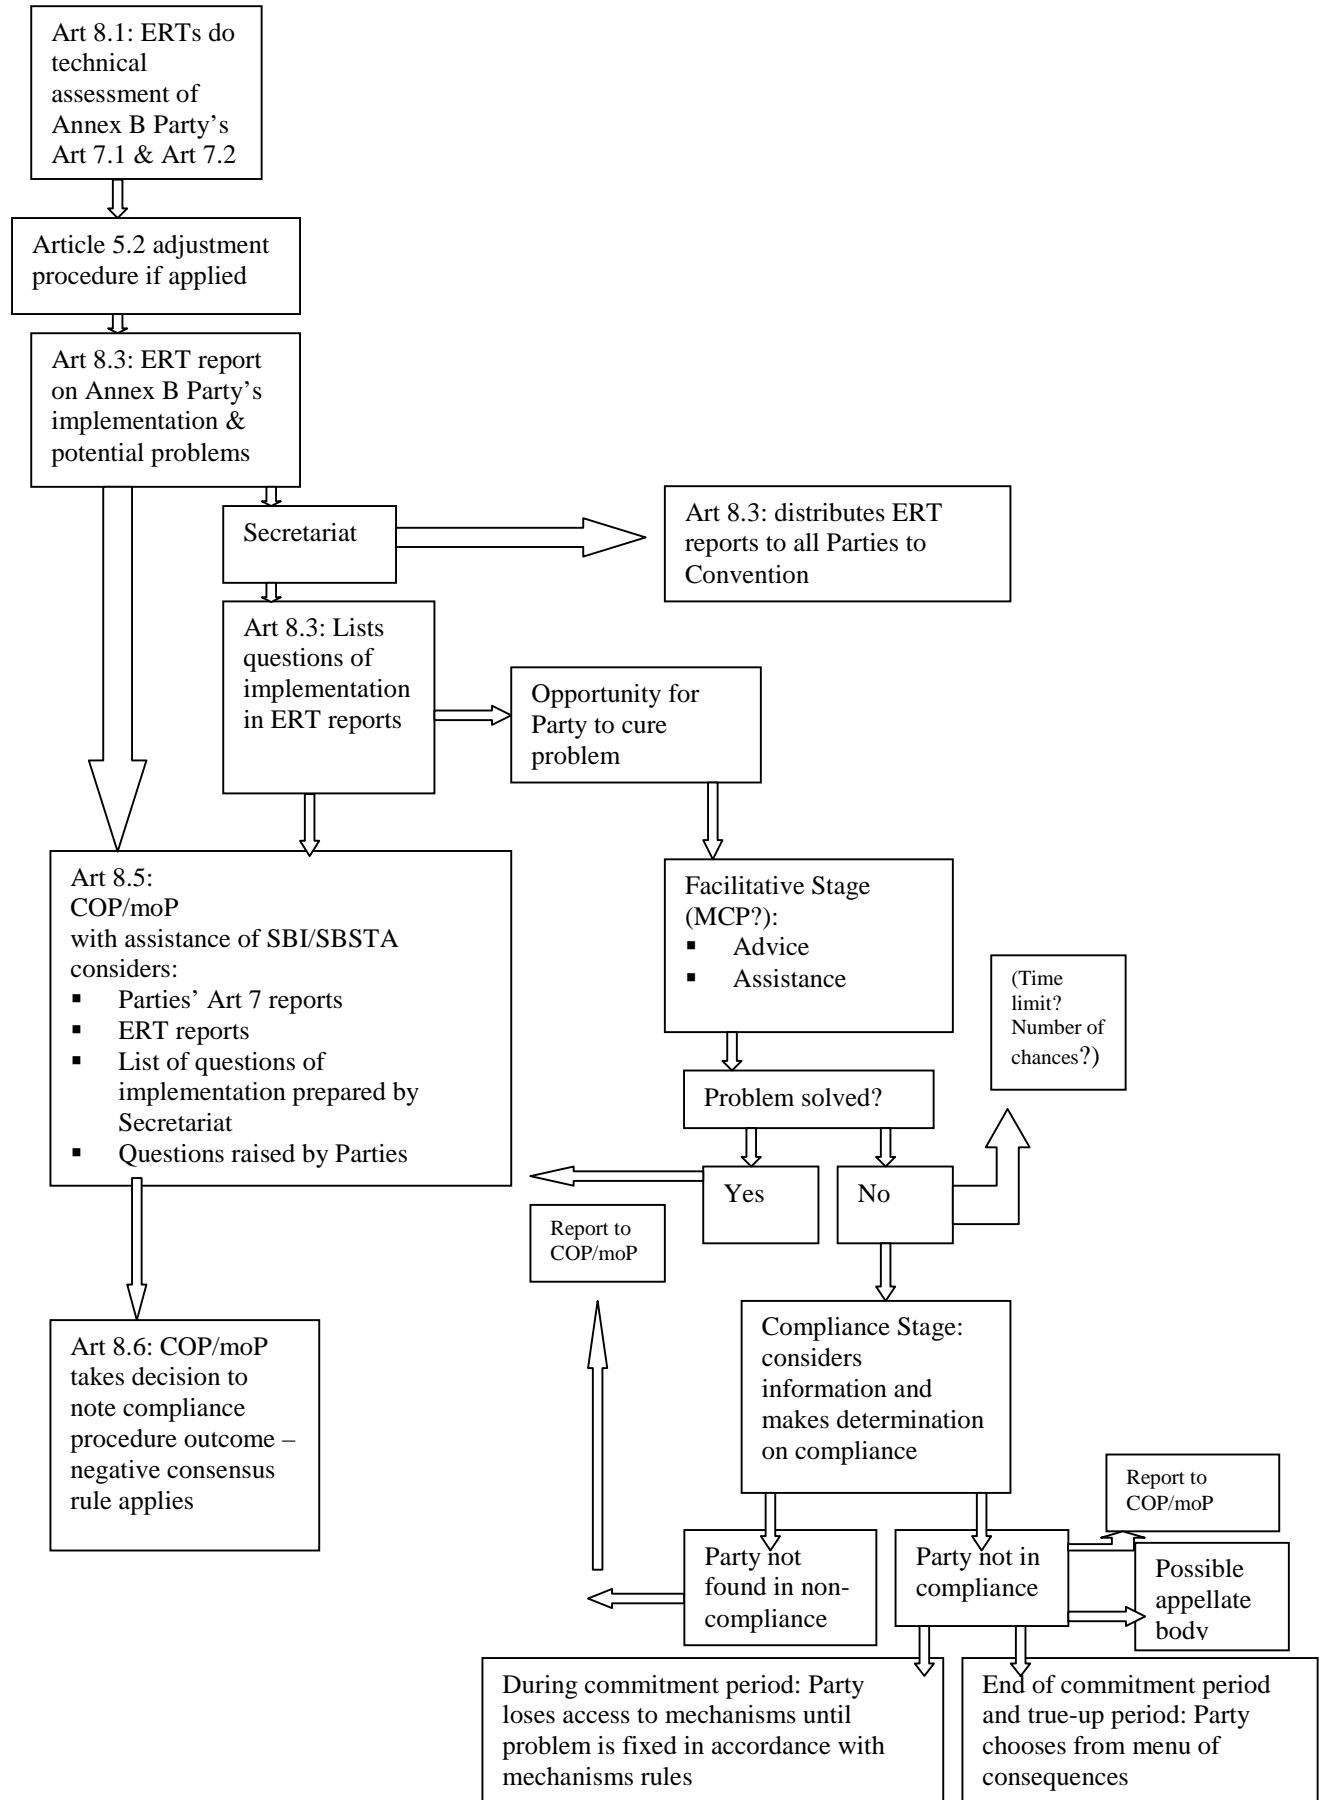 Art 8.1: ERTs do
technical
assessment of
Annex B Party’s
Art 7.1 & Art 7.2
Article 5.2 adjustment
procedure if applied
Art 8.3: ERT report
on Annex B Party’s
implementation &
potential problems
Secretariat
Art 8.3: distributes ERT
reports to all Parties to
Convention
Art 8.3: Lists
questions of
implementation
in ERT reports
Opportunity for
Party to cure
problem
Art 8.5:
COP/moP
with assistance of SBI/SBSTA
considers:
▪ Parties’ Art 7 reports
▪ ERT reports
▪ List of questions of
implementation prepared by
Secretariat
▪ Questions raised by Parties
Facilitative Stage
(MCP?):
▪ Advice
▪ Assistance
(Time
limit?
Number of
chances?)
Problem solved?
Yes
No
Report to
COP/moP
Compliance Stage:
considers
information and
makes determination
on compliance
Art 8.6: COP/moP
takes decision to
note compliance
procedure outcome –
negative consensus
rule applies
Report to
COP/moP
Party not
found in non-
compliance
Party not in
compliance
Possible
appellate
body
During commitment period: Party
loses access to mechanisms until
problem is fixed in accordance with
mechanisms rules
End of commitment period
and true-up period: Party
chooses from menu of
consequences